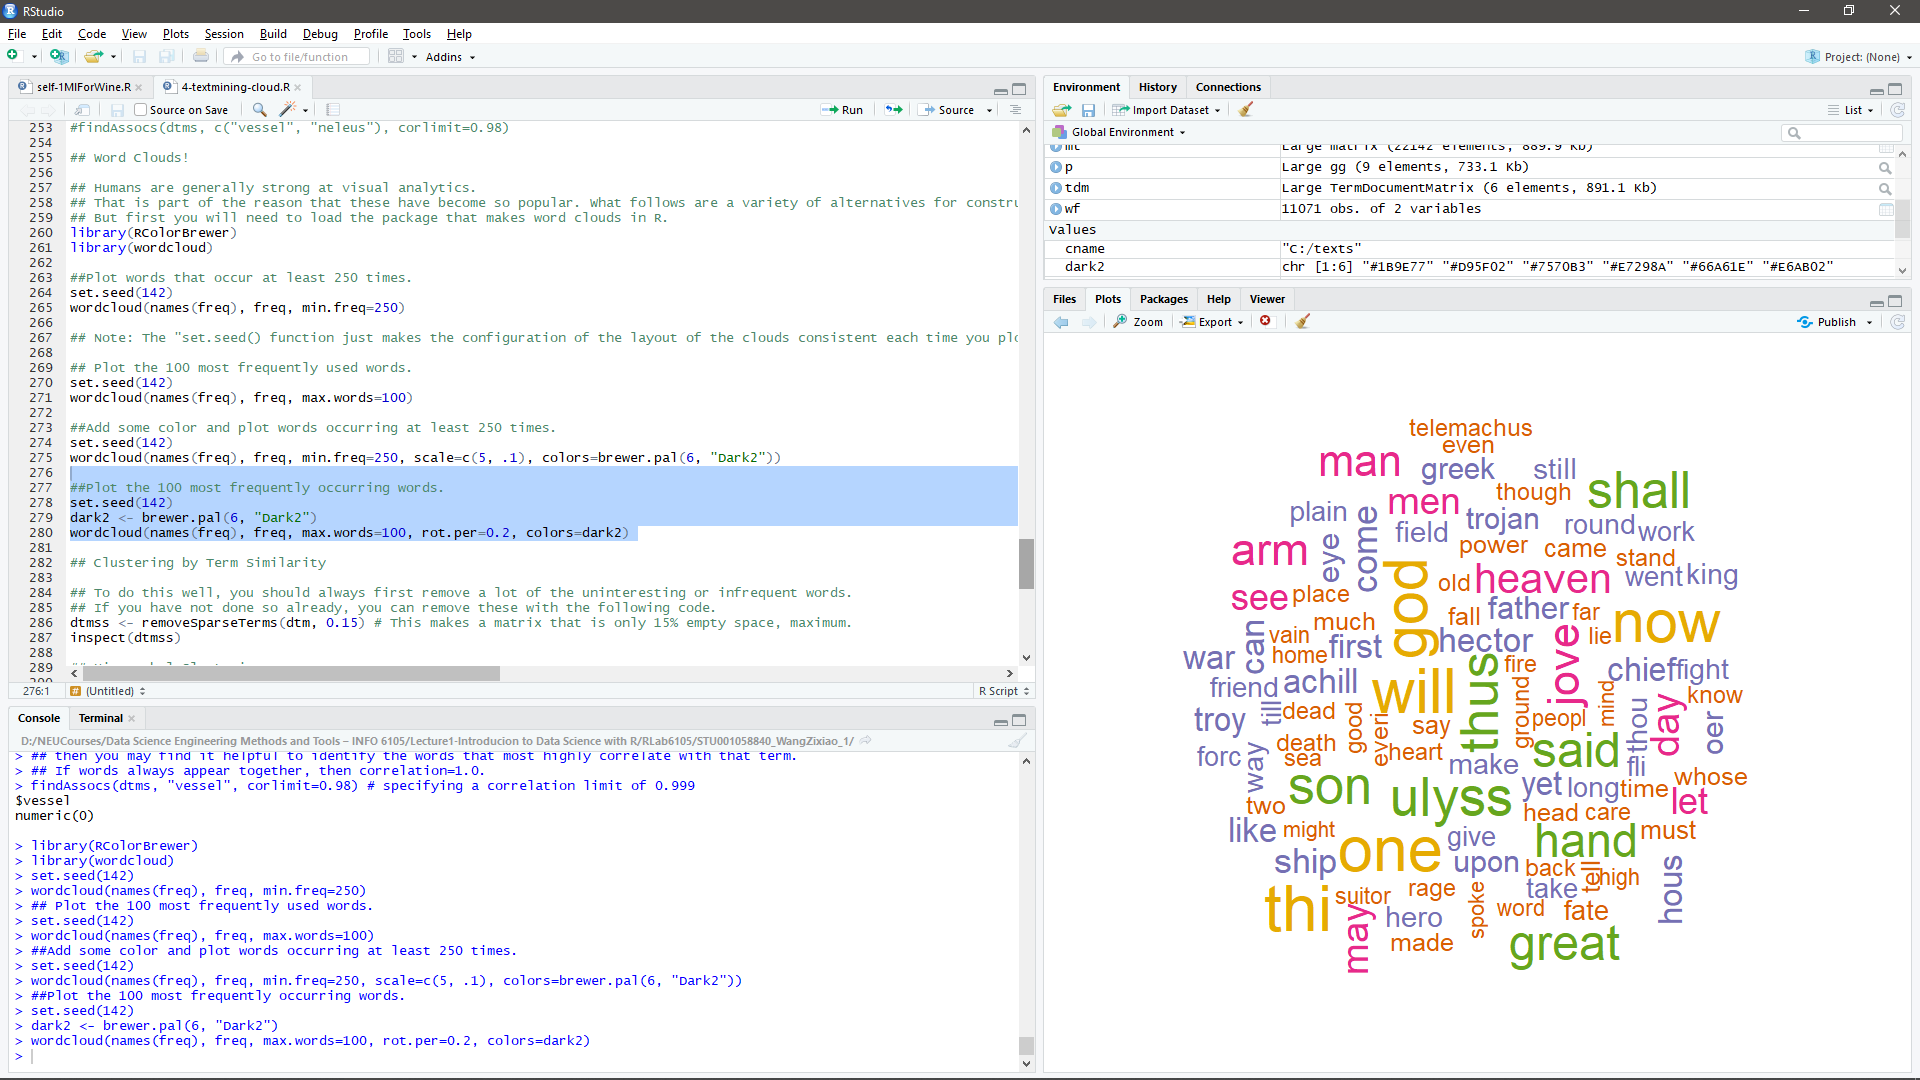 RStudio
File Edit Code View Plots Session Build Debug Profile Tools Help
Go to file/function
Addins
Project: (None)
self-1MIForWine.R
4-textmining-cloud.R
Source on Save
Run
Source
253 #findAssocs(dtms, c("vessel", "neleus"), corlimit=0.98)
254
255 ## Word Clouds!
256
257 ## Humans are generally strong at visual analytics.
258 ## That is part of the reason that these have become so popular. What follows are a variety of alternatives for constru
259 ## But first you will need to load the package that makes word clouds in R.
260 library(RColorBrewer)
261 library(wordcloud)
262
263 ##Plot words that occur at least 250 times.
264 set.seed(142)
265 wordcloud(names(freq), freq, min.freq=250)
266
267 ## Note: The "set.seed() function just makes the configuration of the layout of the clouds consistent each time you plo
268
269 ## Plot the 100 most frequently used words.
270 set.seed(142)
271 wordcloud(names(freq), freq, max.words=100)
272
273 ##Add some color and plot words occurring at least 250 times.
274 set.seed(142)
275 wordcloud(names(freq), freq, min.freq=250, scale=c(5, .1), colors=brewer.pal(6, "Dark2"))
276
277 ##Plot the 100 most frequently occurring words.
278 set.seed(142)
279 dark2 <- brewer.pal(6, "Dark2")
280 wordcloud(names(freq), freq, max.words=100, rot.per=0.2, colors=dark2)
281
282 ## Clustering by Term Similarity
283
284 ## To do this well, you should always first remove a lot of the uninteresting or infrequent words.
285 ## If you have not done so already, you can remove these with the following code.
286 dtmss <- removeSparseTerms(dtm, 0.15) # This makes a matrix that is only 15% empty space, maximum.
287 inspect(dtmss)
288
289
290
276:1 # (Untitled) R Script
Console Terminal
D:/NEUCourses/Data Science Engineering Methods and Tools – INFO 6105/Lecture1-Introducion to Data Science with R/RLab6105/STU001058840_WangZixiao_1/
> ## then you may find it helpful to identify the words that most highly correlate with that term.
> ## If words always appear together, then correlation=1.0.
> findAssocs(dtms, "vessel", corlimit=0.98) # specifying a correlation limit of 0.999
$vessel
numeric(0)
> library(RColorBrewer)
> library(wordcloud)
> set.seed(142)
> wordcloud(names(freq), freq, min.freq=250)
> ## Plot the 100 most frequently used words.
> set.seed(142)
> wordcloud(names(freq), freq, max.words=100)
> ##Add some color and plot words occurring at least 250 times.
> set.seed(142)
> wordcloud(names(freq), freq, min.freq=250, scale=c(5, .1), colors=brewer.pal(6, "Dark2"))
> ##Plot the 100 most frequently occurring words.
> set.seed(142)
> dark2 <- brewer.pal(6, "Dark2")
> wordcloud(names(freq), freq, max.words=100, rot.per=0.2, colors=dark2)
>
Environment History Connections
Import Dataset
List
Global Environment
mt Large matrix (22142 elements, 889.9 Kb)
p Large gg (9 elements, 733.1 Kb)
tdm Large TermDocumentMatrix (6 elements, 891.1 Kb)
wf 11071 obs. of 2 variables
Values
cname "C:/texts"
dark2 chr [1:6] "#1B9E77" "#D95F02" "#7570B3" "#E7298A" "#66A61E" "#E6AB02"
Files Plots Packages Help Viewer
Zoom Export Publish
telemachus
even
man greek still
men though shall
plain come field trojan round work
arm eye power came stand
god old heaven went king
see place fall father far now
much
can vain first hector lie
war home thus fire jove chief fight
friend achill will ground mind know
troy till dead good everi say peopl thou day oer
forc way death sea heart make said fli
son ulyss yet long time whose
two head care let
like might one give hand must
ship upon back tell high hous
thi suitor rage spoke take
may hero word fate
made great